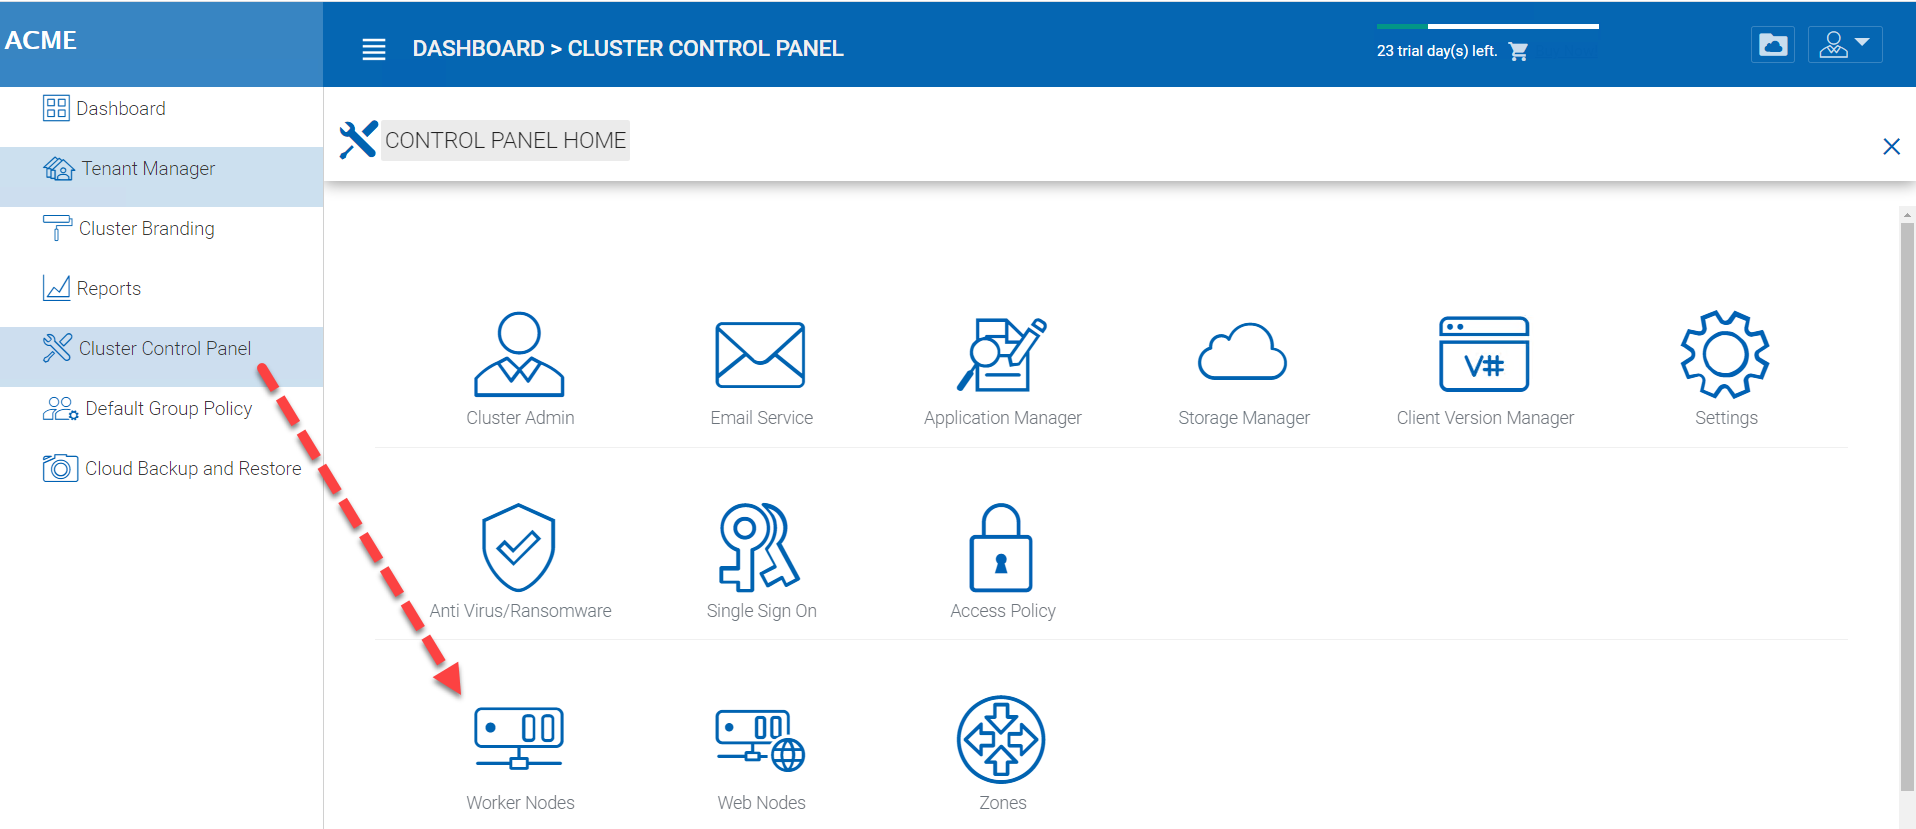 ACME
DASHBOARD > CLUSTER CONTROL PANEL
23 trial day(s) left.
Dashboard
Tenant Manager
Cluster Branding
Reports
Cluster Control Panel
Default Group Policy
Cloud Backup and Restore
CONTROL PANEL HOME
V#
Cluster Admin
Email Service
Application Manager
Storage Manager
Client Version Manager
Settings
Anti Virus/Ransomware
Single Sign On
Access Policy
Worker Nodes
Web Nodes
Zones